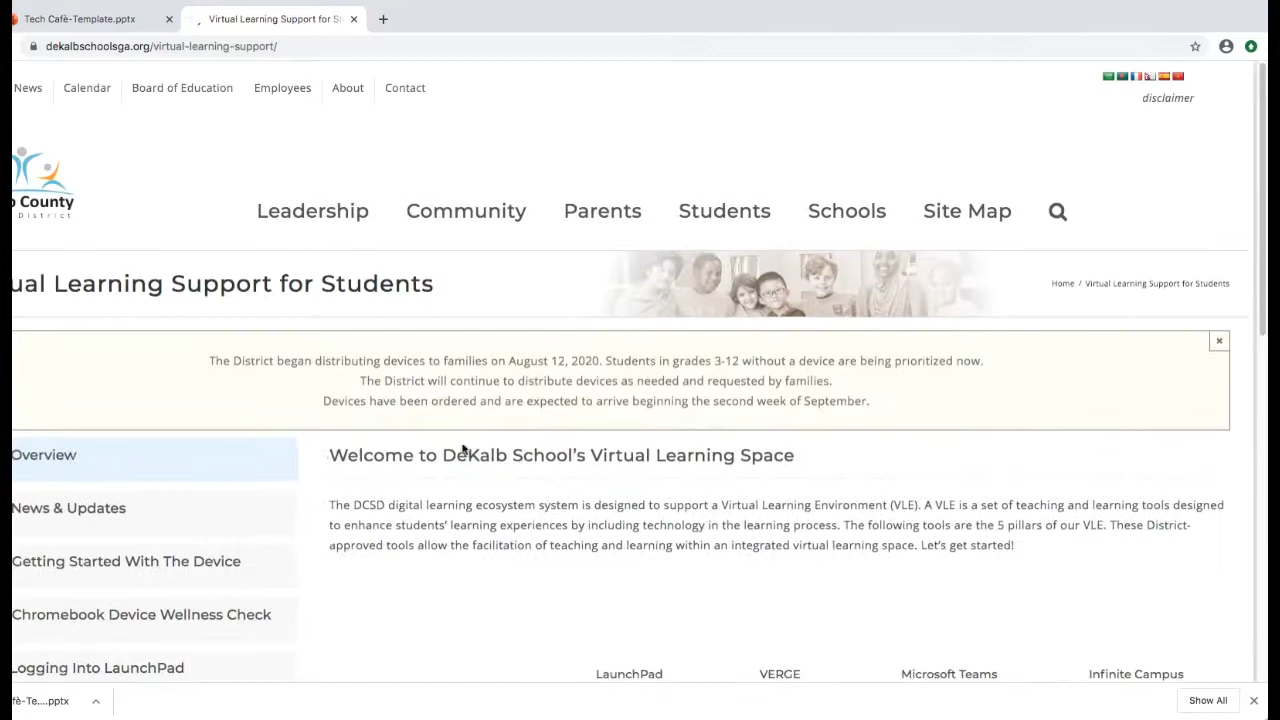 Tech Cafè-Template.pptx
Virtual Learning Support for St
dekalbschoolsga.org/virtual-learning-support/
News
Calendar
Board of Education
Employees
About
Contact
disclaimer
County
District
Leadership
Community
Parents
Students
Schools
Site Map
ual Learning Support for Students
Home / Virtual Learning Support for Students
The District began distributing devices to families on August 12, 2020. Students in grades 3-12 without a device are being prioritized now.
The District will continue to distribute devices as needed and requested by families.
Devices have been ordered and are expected to arrive beginning the second week of September.
Overview
News & Updates
Getting Started With The Device
Chromebook Device Wellness Check
Logging Into LaunchPad
Welcome to DeKalb School’s Virtual Learning Space
The DCSD digital learning ecosystem system is designed to support a Virtual Learning Environment (VLE). A VLE is a set of teaching and learning tools designed
to enhance students’ learning experiences by including technology in the learning process. The following tools are the 5 pillars of our VLE. These District-
approved tools allow the facilitation of teaching and learning within an integrated virtual learning space. Let’s get started!
LaunchPad
VERGE
Microsoft Teams
Infinite Campus
fè-Te....pptx
Show All